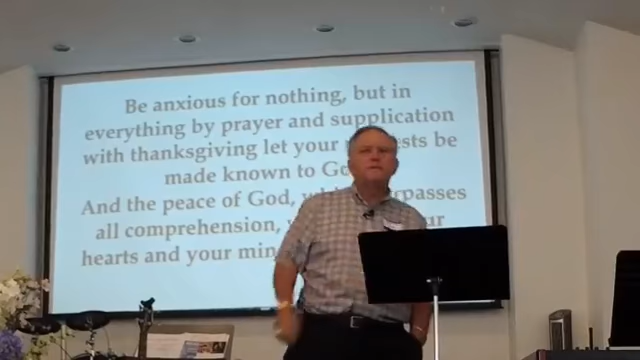 Be anxious for nothing, but in
everything by prayer and supplication
with thanksgiving let your be
made known to
And the peace of God,
all comprehension,
hearts and your